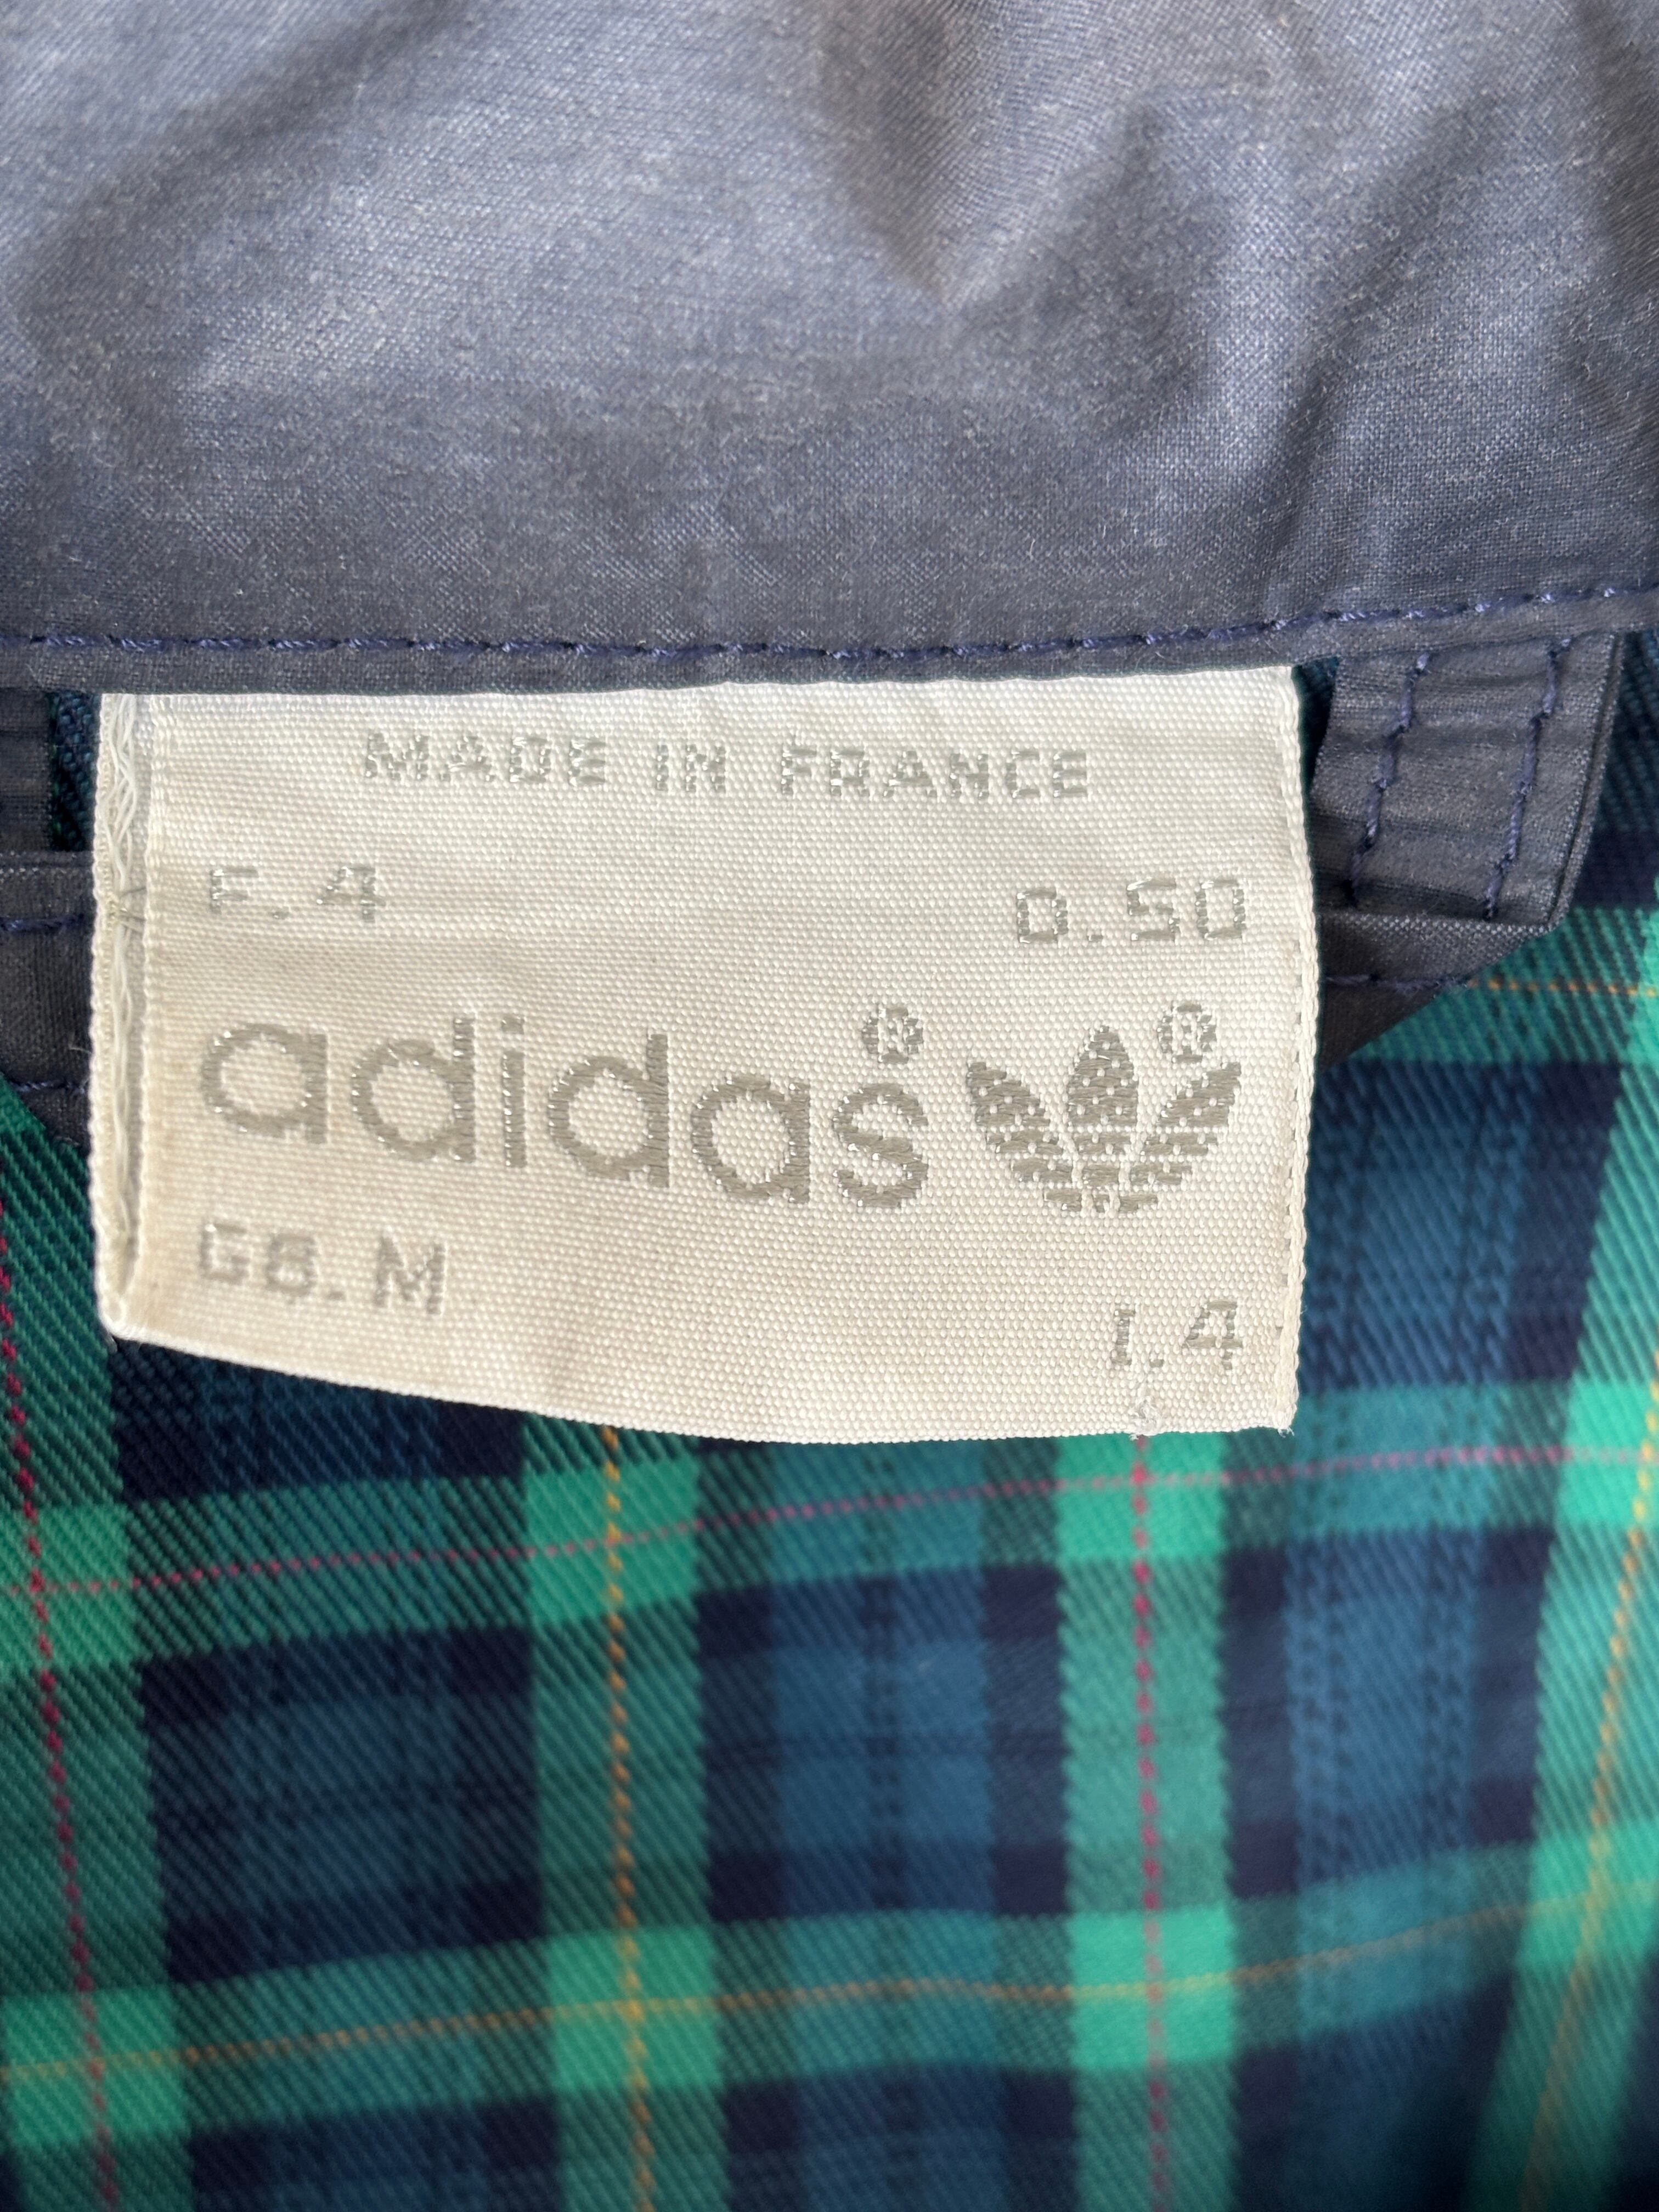 MADE IN FRANCE
F.4 D.50
adidas® ®
GB.M
I.4